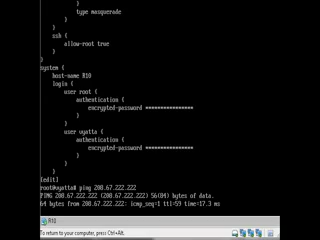 }
type masquerade
}
}
ssh {
allow-root true
}
}
system {
host-name R10
login {
user root {
authentication {
encrypted-password ****************
}
}
user vyatta {
authentication {
encrypted-password ****************
}
}
}
[edit]
root@vyatta# ping 208.67.222.222
PING 208.67.222.222 (208.67.222.222) 56(84) bytes of data.
64 bytes from 208.67.222.222: icmp_seq=1 ttl=59 time=17.3 ms
R10
To return to your computer, press Ctrl+Alt.